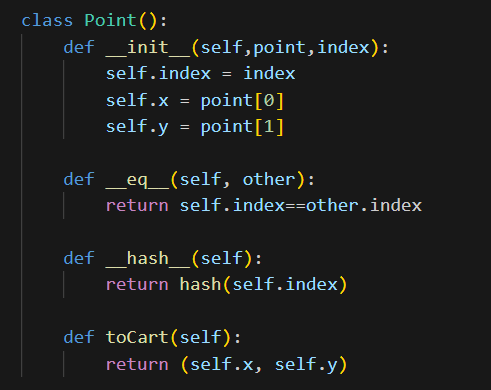 class Point():
    def __init__(self,point,index):
        self.index = index
        self.x = point[0]
        self.y = point[1]
    def __eq__(self, other):
        return self.index==other.index
    def __hash__(self):
        return hash(self.index)
    def toCart(self):
        return (self.x, self.y)